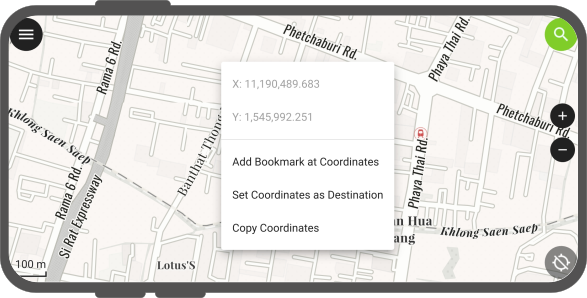 Rama 6 Rd.
Phetchaburi Rd.
Phaya Thai Rd.
X: 11,190,489.683
Y: 1,545,992.251
Phetchaburi Rd.
Khlong Saen Saep
Banthat Thong
Add Bookmark at Coordinates
Set Coordinates as Destination
Copy Coordinates
Phaya Thai Rd.
Rama 6 Rd.
Si Rat Expressway
an Hua
ang
Khlong Saen Saep
Lotus'S
100 m